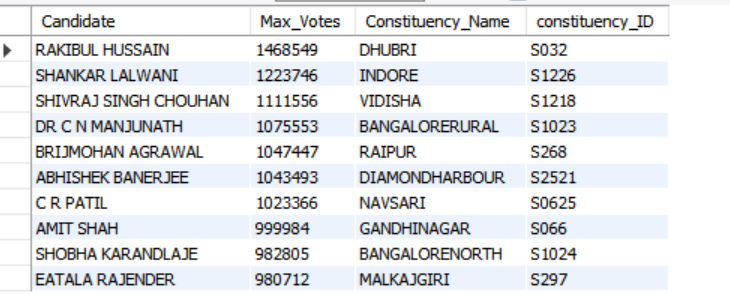 Candidate Max_Votes Constituency_Name constituency_ID
RAKIBUL HUSSAIN 1468549 DHUBRI S032
SHANKAR LALWANI 1223746 INDORE S1226
SHIVRAJ SINGH CHOUHAN 1111556 VIDISHA S1218
DR C N MANJUNATH 1075553 BANGALORERURAL S1023
BRIJMOHAN AGRAWAL 1047447 RAIPUR S268
ABHISHEK BANERJEE 1043493 DIAMONDHARBOUR S2521
C R PATIL 1023366 NAVSARI S0625
AMIT SHAH 999984 GANDHINAGAR S066
SHOBHA KARANDLAJE 982805 BANGALORENORTH S1024
EATALA RAJENDER 980712 MALKAJGIRI S297